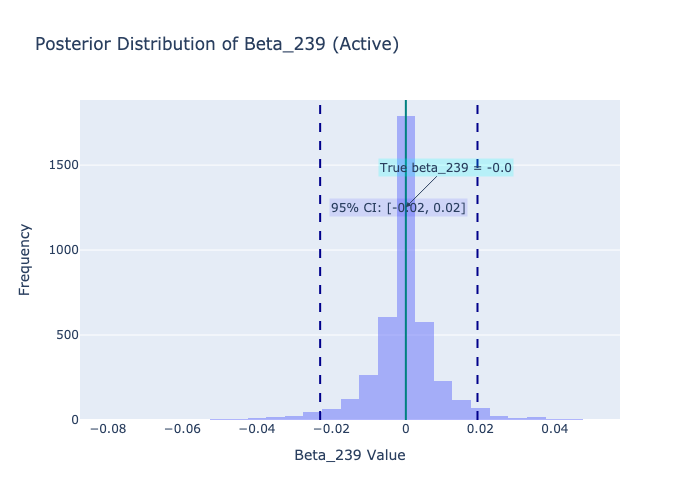 Posterior Distribution of Beta_239 (Active)
1500
1000
500
0
Frequency
True beta_239 = -0.0
95% CI: [-0.02, 0.02]
−0.08
−0.06
−0.04
−0.02
0
0.02
0.04
Beta_239 Value